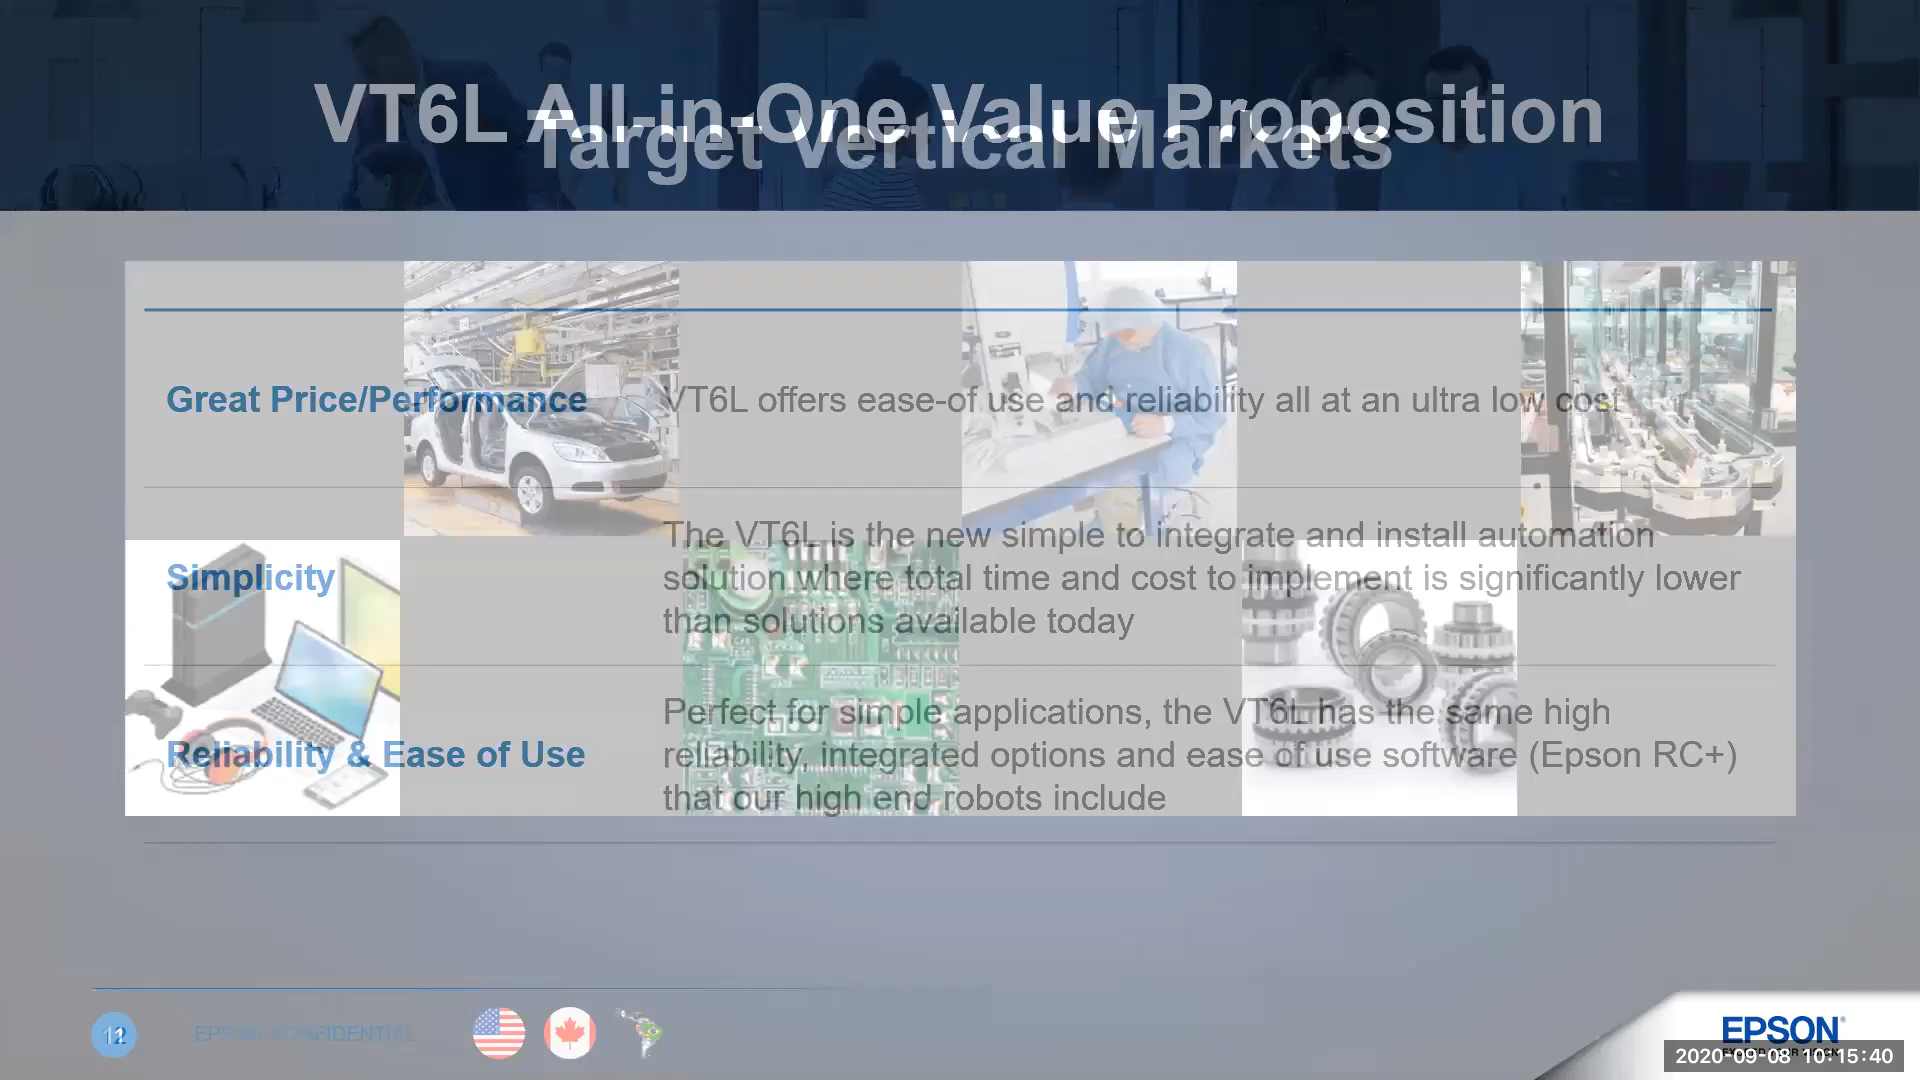 VT6L All-in-One Value Proposition
Target Vertical Markets
Great Price/Performance
VT6L offers ease-of use and reliability all at an ultra low cost
Simplicity
The VT6L is the new simple to integrate and install automation
solution where total time and cost to implement is significantly lower
than solutions available today
Reliability & Ease of Use
Perfect for simple applications, the VT6L has the same high
reliability, integrated options and ease of use software (Epson RC+)
that our high end robots include
EPSON CONFIDENTIAL
EPSON
2020-09-08 10:15:40